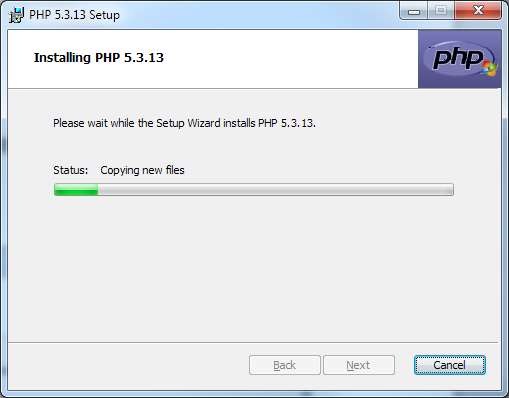 PHP 5.3.13 Setup
Installing PHP 5.3.13
php
Please wait while the Setup Wizard installs PHP 5.3.13.
Status: Copying new files
Back Next Cancel